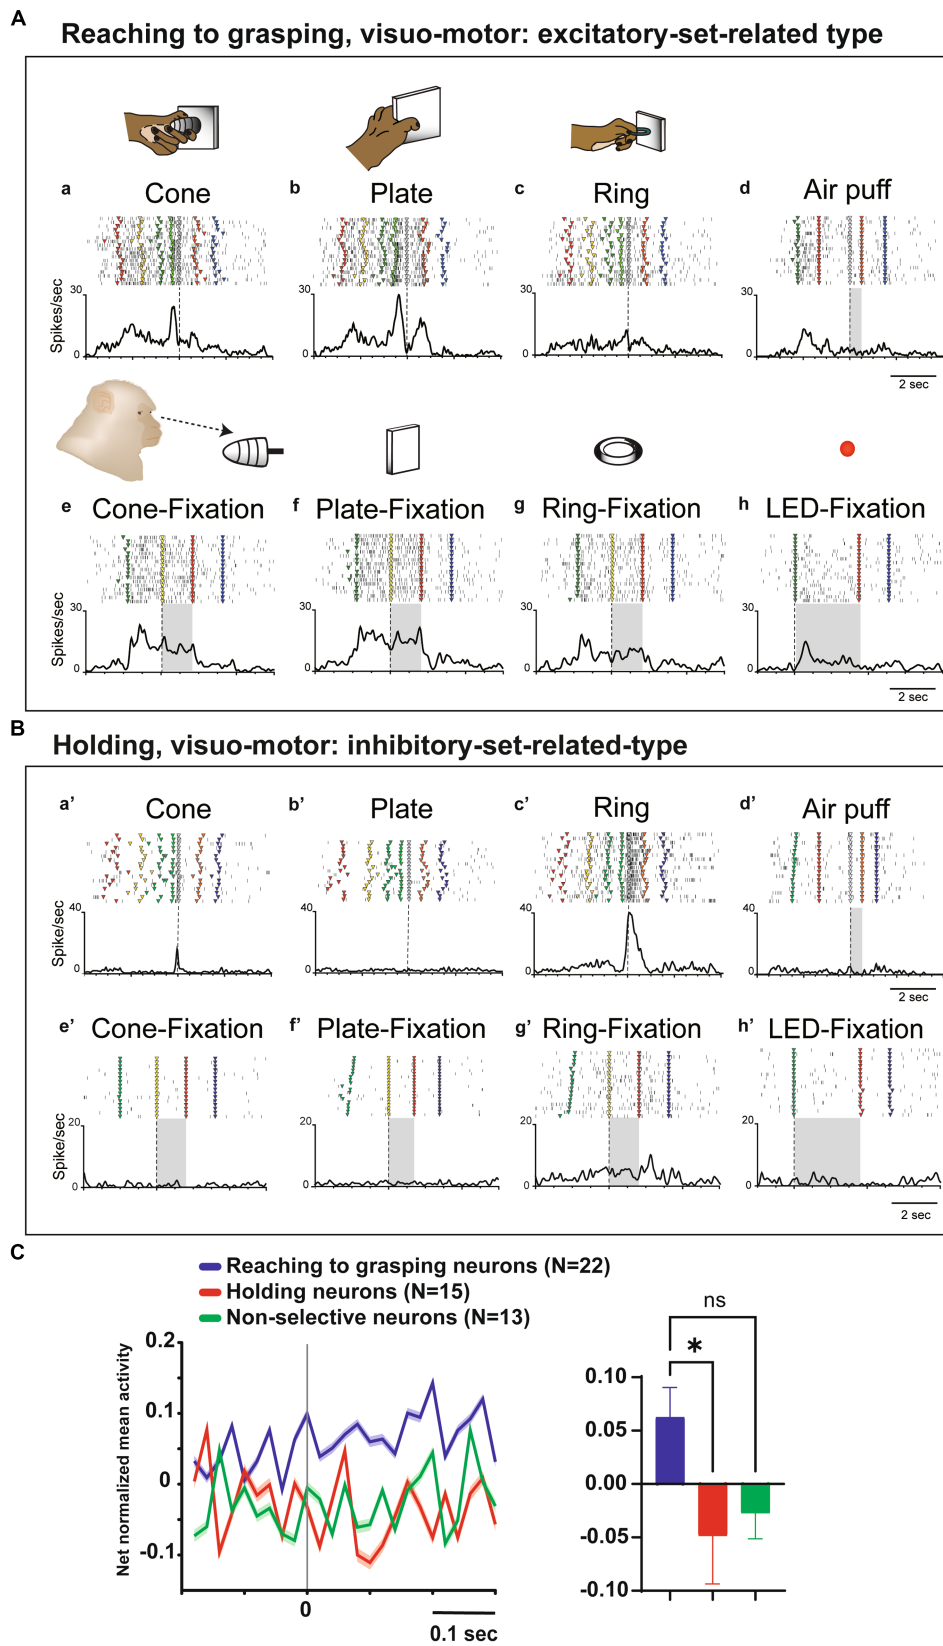 A
Reaching to grasping, visuo-motor: excitatory-set-related type
a Cone
b Plate
c Ring
d Air puff
Spikes/sec
30
0
30
0
30
0
30
0
2 sec
e Cone-Fixation
f Plate-Fixation
g Ring-Fixation
h LED-Fixation
Spikes/sec
30
0
30
0
30
0
30
0
2 sec
B
Holding, visuo-motor: inhibitory-set-related-type
a’ Cone
b’ Plate
c’ Ring
d’ Air puff
Spike/sec
40
0
40
0
40
0
40
0
2 sec
e’ Cone-Fixation
f’ Plate-Fixation
g’ Ring-Fixation
h’ LED-Fixation
Spike/sec
20
0
20
0
20
0
20
0
2 sec
C
Reaching to grasping neurons (N=22)
Holding neurons (N=15)
Non-selective neurons (N=13)
Net normalized mean activity
0.2
0.1
0
-0.1
0
0.1 sec
ns
*
0.10
0.05
0.00
-0.05
-0.10